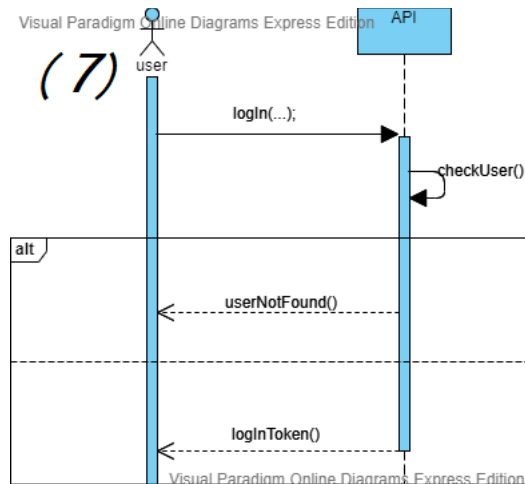 Visual Paradigm Online Diagrams Express Edition
API
(7)
user
logIn(...);
checkUser()
alt
userNotFound()
logInToken()
Visual Paradigm Online Diagrams Express Edition